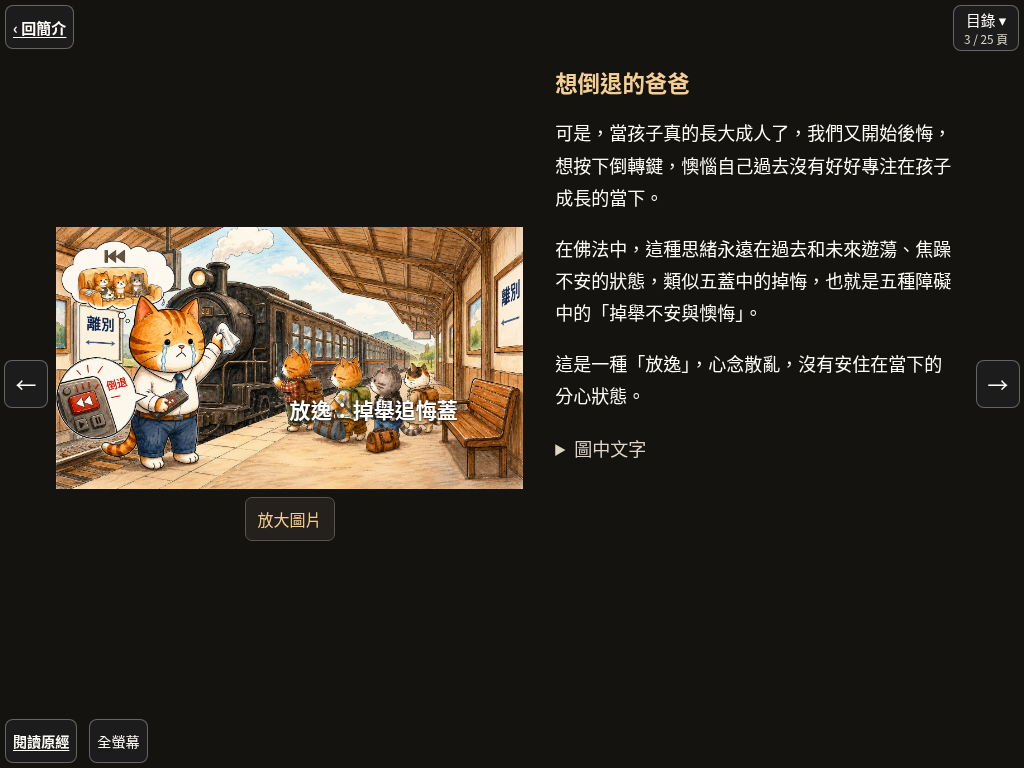 ‹ 回簡介
目錄 ▾
3 / 25 頁
想倒退的爸爸
可是，當孩子真的長大成人了，我們又開始後悔，
想按下倒轉鍵，懊惱自己過去沒有好好專注在孩子
成長的當下。
在佛法中，這種思緒永遠在過去和未來遊蕩、焦躁
不安的狀態，類似五蓋中的掉悔，也就是五種障礙
中的「掉舉不安與懊悔」。
這是一種「放逸」，心念散亂，沒有安住在當下的
分心狀態。
▶ 圖中文字
離別
離別
倒退
放逸：掉舉追悔蓋
放大圖片
←
→
閱讀原經
全螢幕